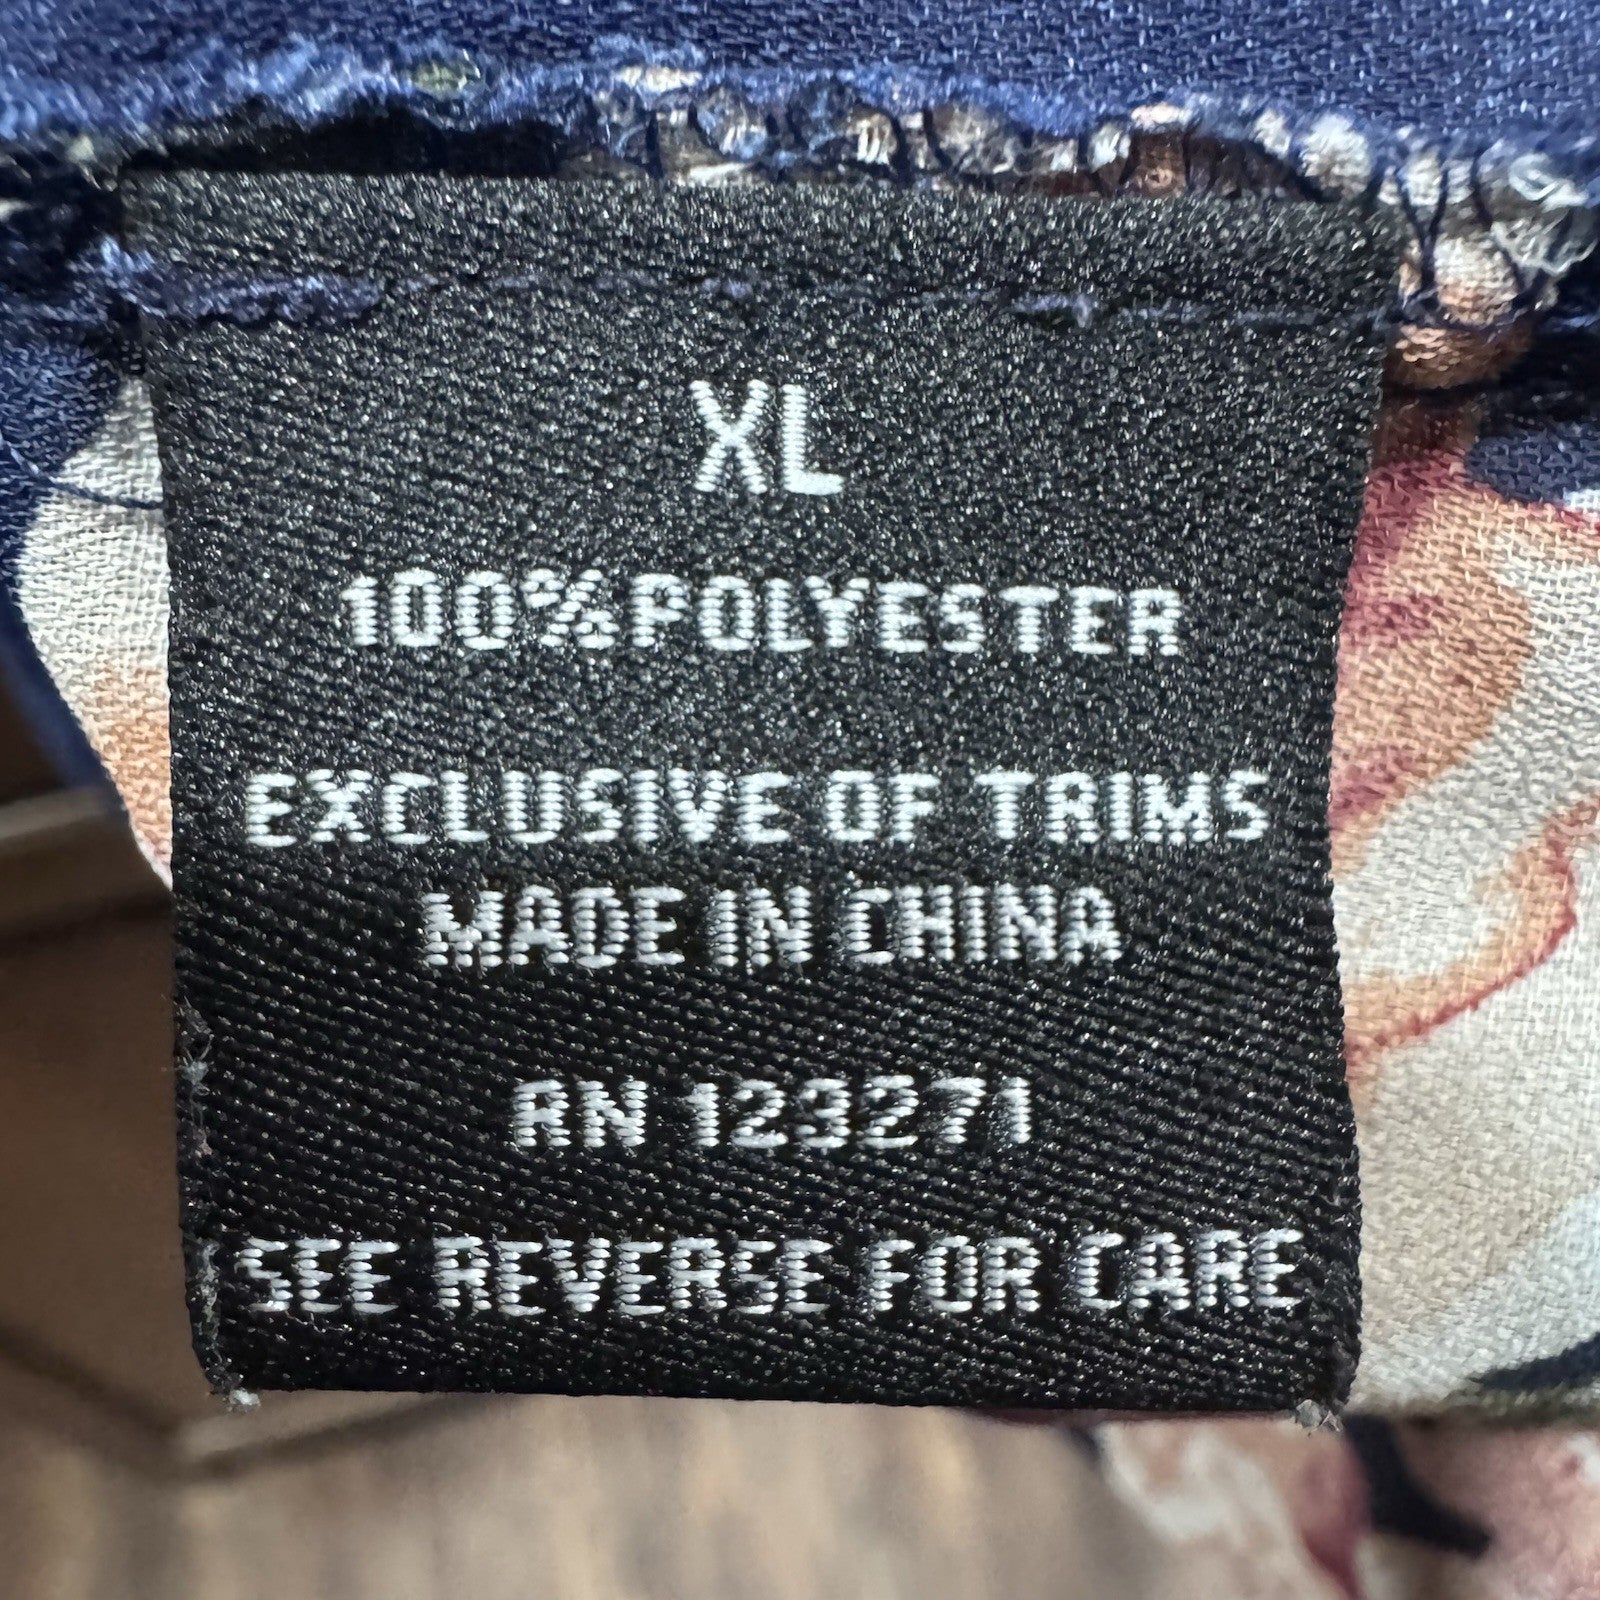 XL
100%POLYESTER
EXCLUSIVE OF TRIMS
MADE IN CHINA
RN 123271
SEE REVERSE FOR CARE